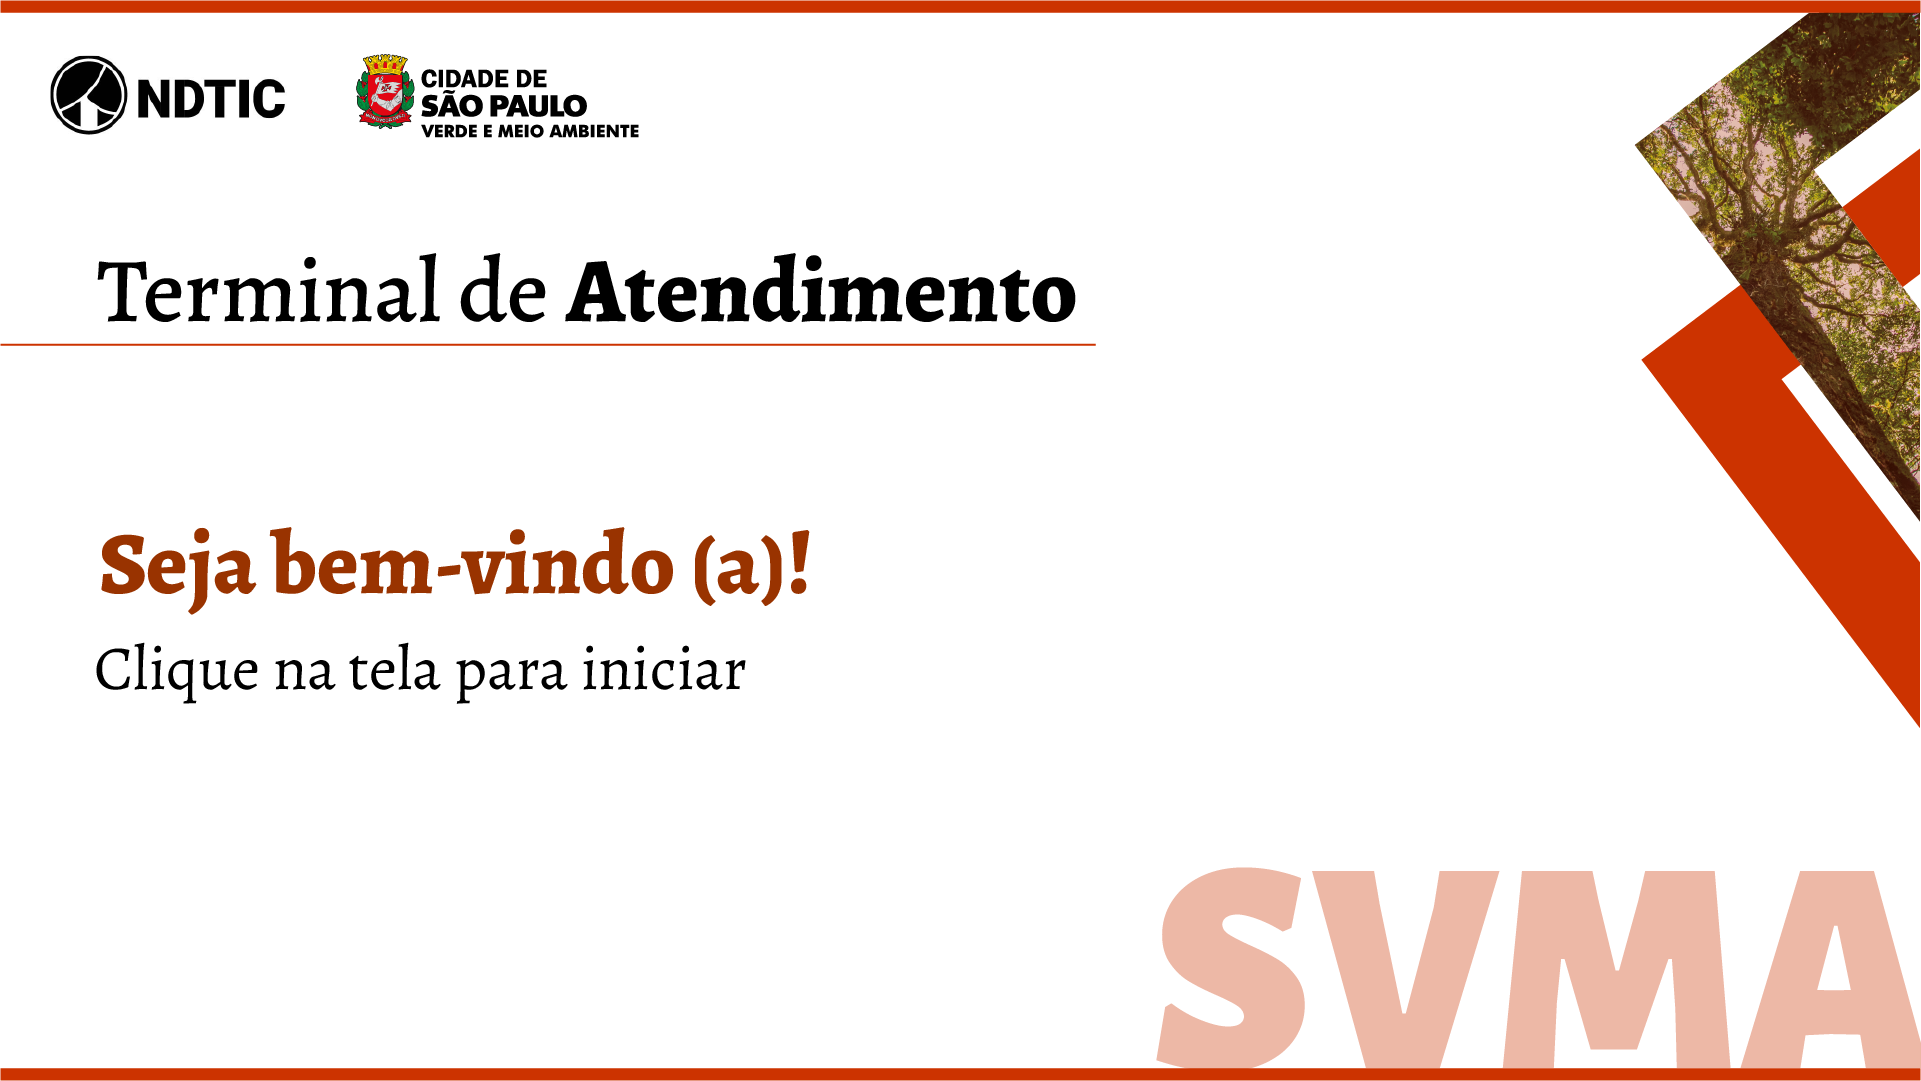 NDTIC
CIDADE DE
SÃO PAULO
VERDE E MEIO AMBIENTE
Terminal de Atendimento
Seja bem-vindo (a)!
Clique na tela para iniciar
SVMA